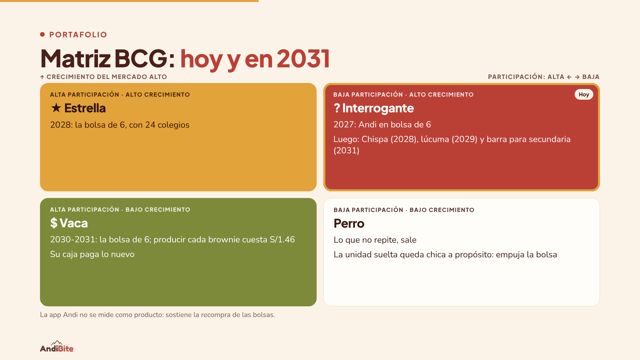 PORTAFOLIO
Matriz BCG: hoy y en 2031
↑ CRECIMIENTO DEL MERCADO ALTO
PARTICIPACIÓN: ALTA ← → BAJA
ALTA PARTICIPACIÓN · ALTO CRECIMIENTO
★ Estrella
2028: la bolsa de 6, con 24 colegios
BAJA PARTICIPACIÓN · ALTO CRECIMIENTO
Hoy
? Interrogante
2027: Andi en bolsa de 6
Luego: Chispa (2028), lúcuma (2029) y barra para secundaria
(2031)
ALTA PARTICIPACIÓN · BAJO CRECIMIENTO
$ Vaca
2030-2031: la bolsa de 6; producir cada brownie cuesta S/1.46
Su caja paga lo nuevo
BAJA PARTICIPACIÓN · BAJO CRECIMIENTO
Perro
Lo que no repite, sale
La unidad suelta queda chica a propósito: empuja la bolsa
La app Andi no se mide como producto: sostiene la recompra de las bolsas.
AndiBite